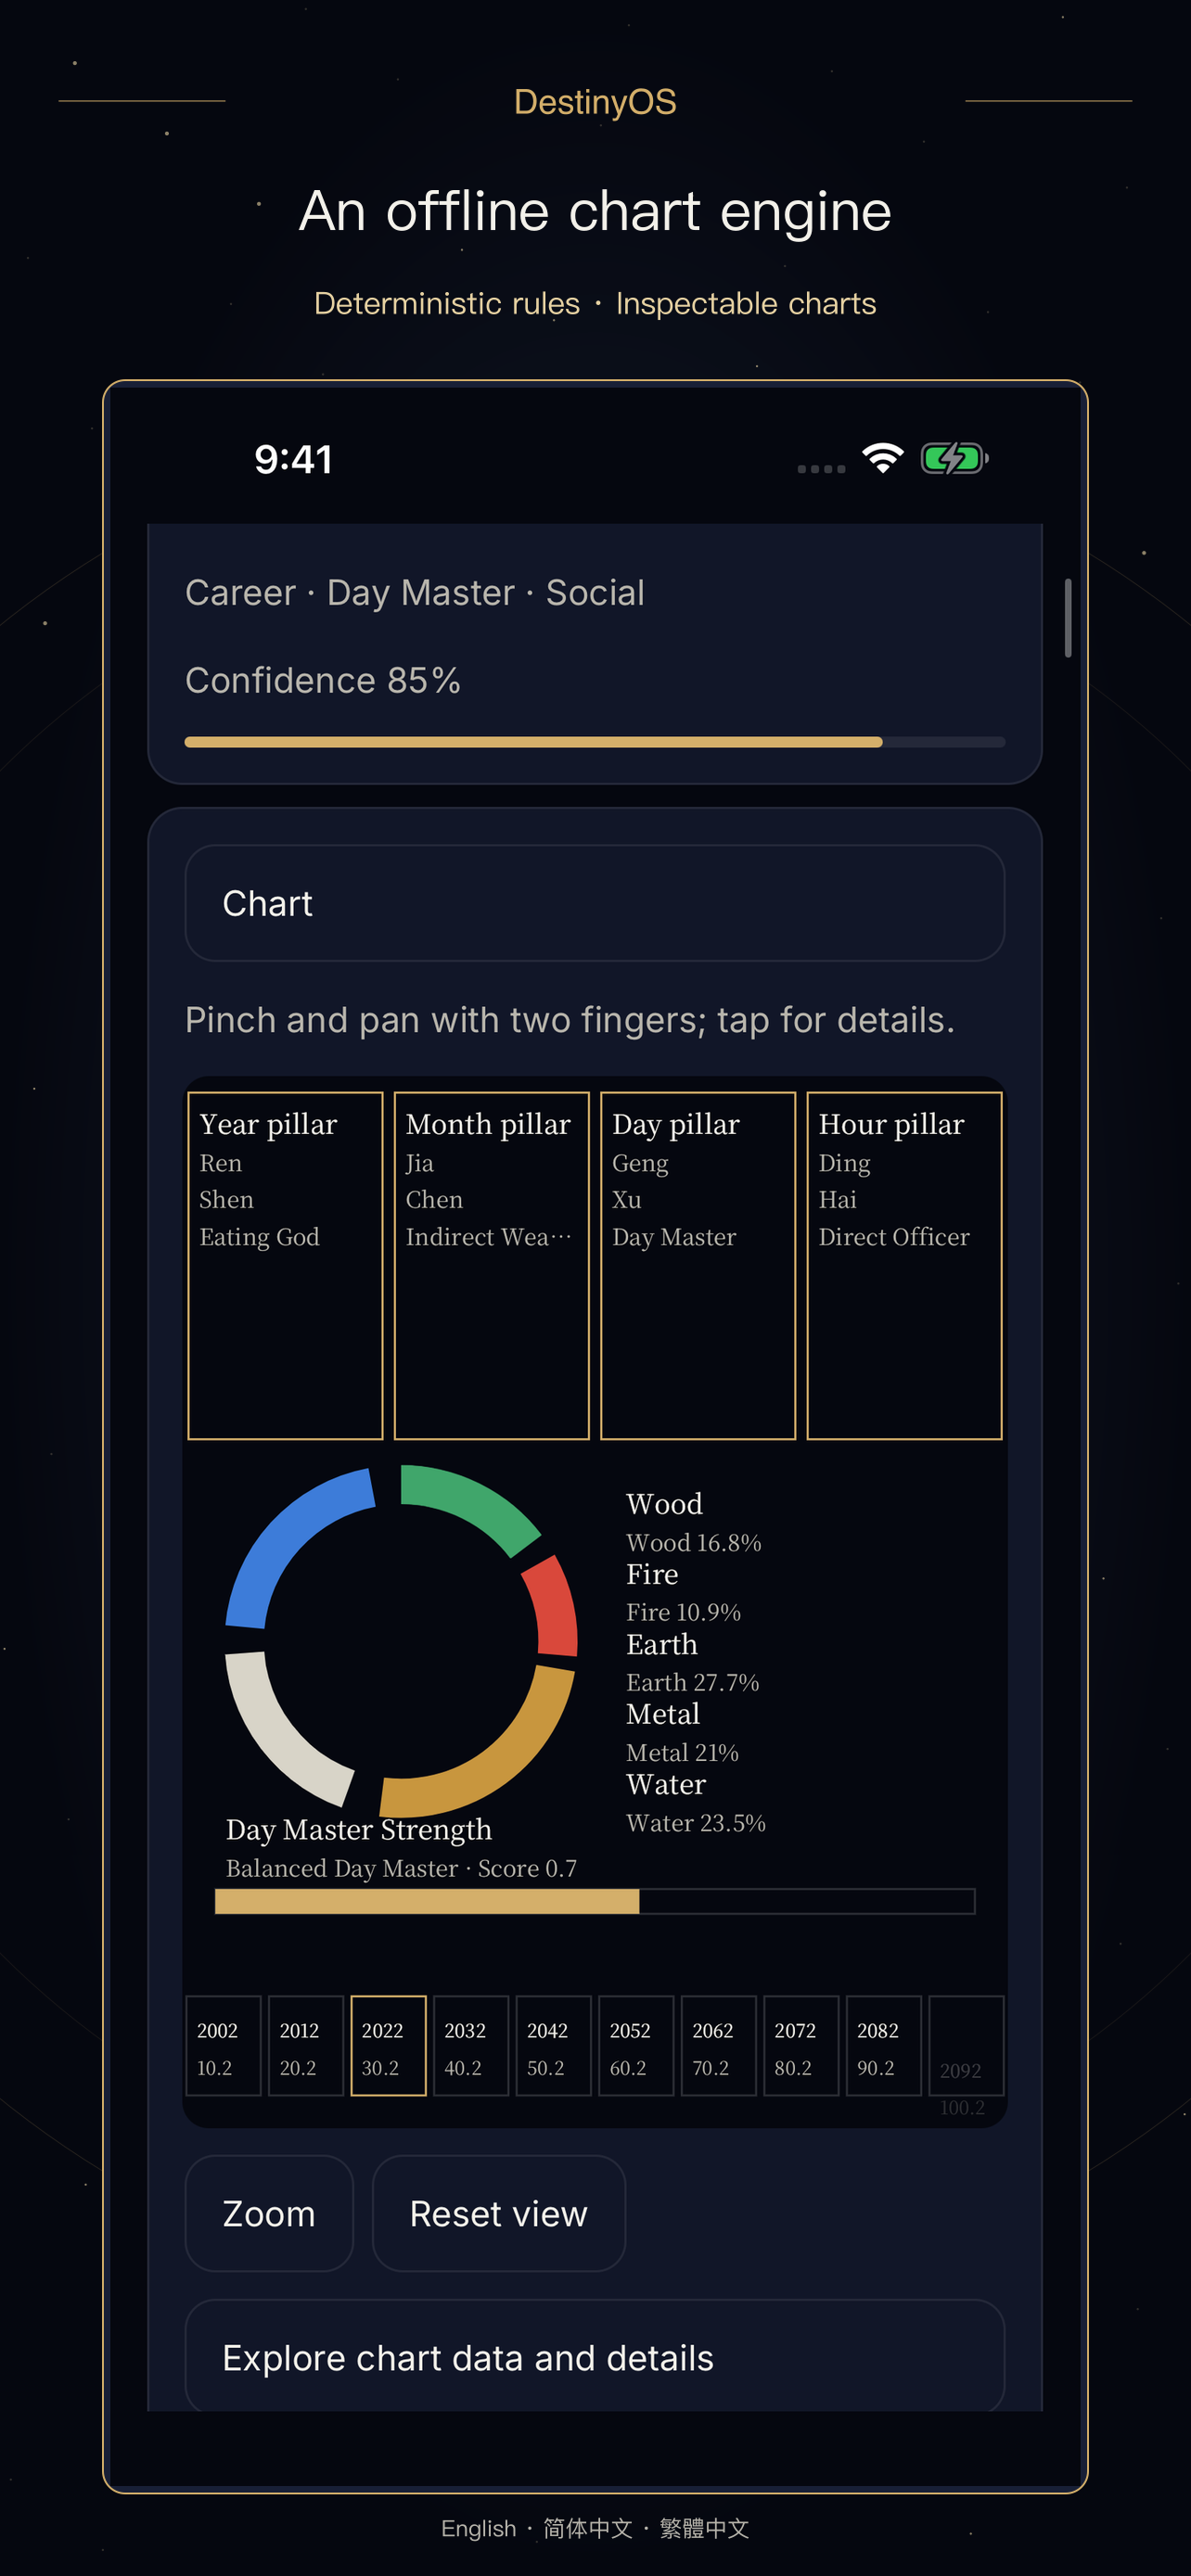 DestinyOS
An offline chart engine
Deterministic rules · Inspectable charts
9:41
Career · Day Master · Social
Confidence 85%
Chart
Pinch and pan with two fingers; tap for details.
Year pillar
Ren
Shen
Eating God
Month pillar
Jia
Chen
Indirect Wea···
Day pillar
Geng
Xu
Day Master
Hour pillar
Ding
Hai
Direct Officer
Wood
Wood 16.8%
Fire
Fire 10.9%
Earth
Earth 27.7%
Metal
Metal 21%
Water
Water 23.5%
Day Master Strength
Balanced Day Master · Score 0.7
2002
10.2
2012
20.2
2022
30.2
2032
40.2
2042
50.2
2052
60.2
2062
70.2
2072
80.2
2082
90.2
2092
100.2
Zoom
Reset view
Explore chart data and details
English · 简体中文 · 繁體中文